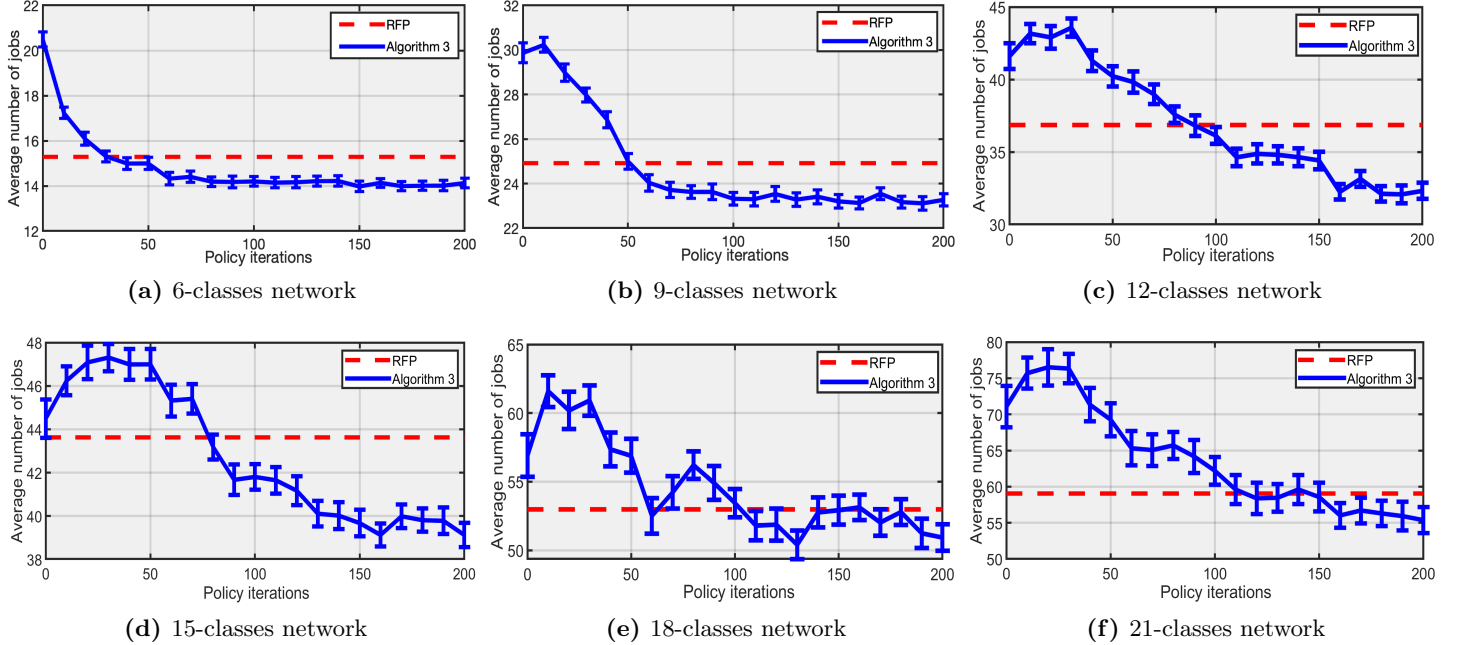 Average number of jobs
22
20
18
16
14
12
RFP
Algorithm 3
0
50
100
150
200
Policy iterations
(a) 6-classes network
Average number of jobs
32
30
28
26
24
22
RFP
Algorithm 3
0
50
100
150
200
Policy iterations
(b) 9-classes network
Average number of jobs
45
40
35
30
RFP
Algorithm 3
0
50
100
150
200
Policy iterations
(c) 12-classes network
Average number of jobs
48
46
44
42
40
38
RFP
Algorithm 3
0
50
100
150
200
Policy iterations
(d) 15-classes network
Average number of jobs
65
60
55
50
RFP
Algorithm 3
0
50
100
150
200
Policy iterations
(e) 18-classes network
Average number of jobs
80
75
70
65
60
55
50
RFP
Algorithm 3
0
50
100
150
200
Policy iterations
(f) 21-classes network